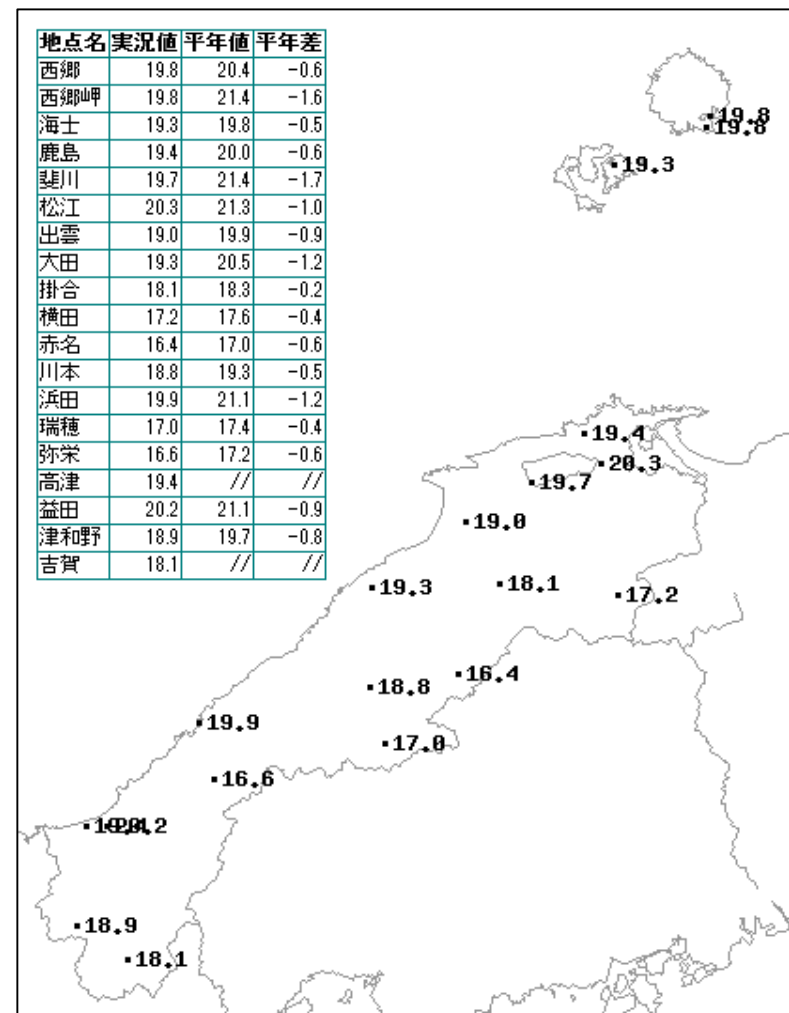 地点名 実況値 平年値 平年差
西郷 19.8 20.4 -0.6
西郷岬 19.8 21.4 -1.6
海士 19.3 19.8 -0.5
鹿島 19.4 20.0 -0.6
斐川 19.7 21.4 -1.7
松江 20.3 21.3 -1.0
出雲 19.0 19.9 -0.9
大田 19.3 20.5 -1.2
掛合 18.1 18.3 -0.2
横田 17.2 17.6 -0.4
赤名 16.4 17.0 -0.6
川本 18.8 19.3 -0.5
浜田 19.9 21.1 -1.2
瑞穂 17.0 17.4 -0.4
弥栄 16.6 17.2 -0.6
高津 19.4 // //
益田 20.2 21.1 -0.9
津和野 18.9 19.7 -0.8
吉賀 18.1 // //
19.8
19.8
19.3
19.4
20.3
19.7
19.0
19.3
18.1
17.2
16.4
18.8
19.9
17.0
16.6
18.9
18.1